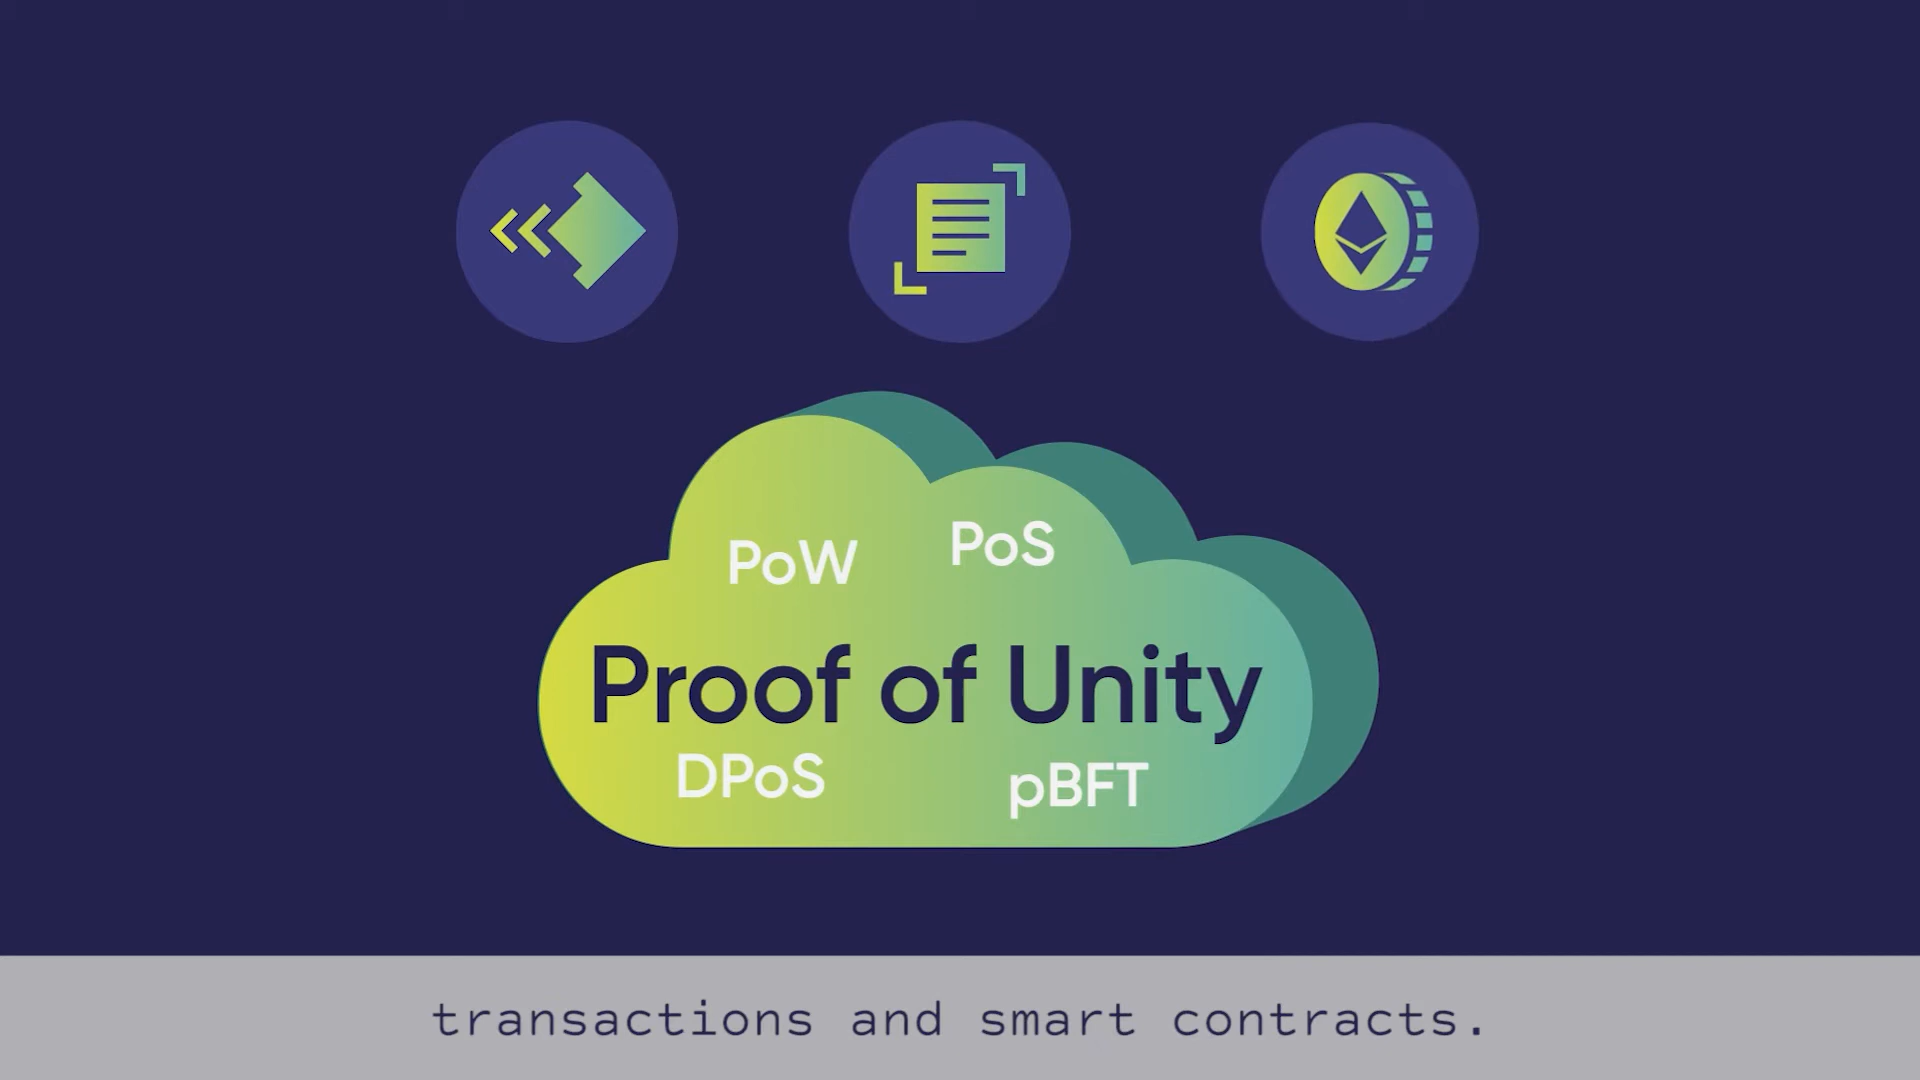 PoW PoS
Proof of Unity
DPoS pBFT
transactions and smart contracts.